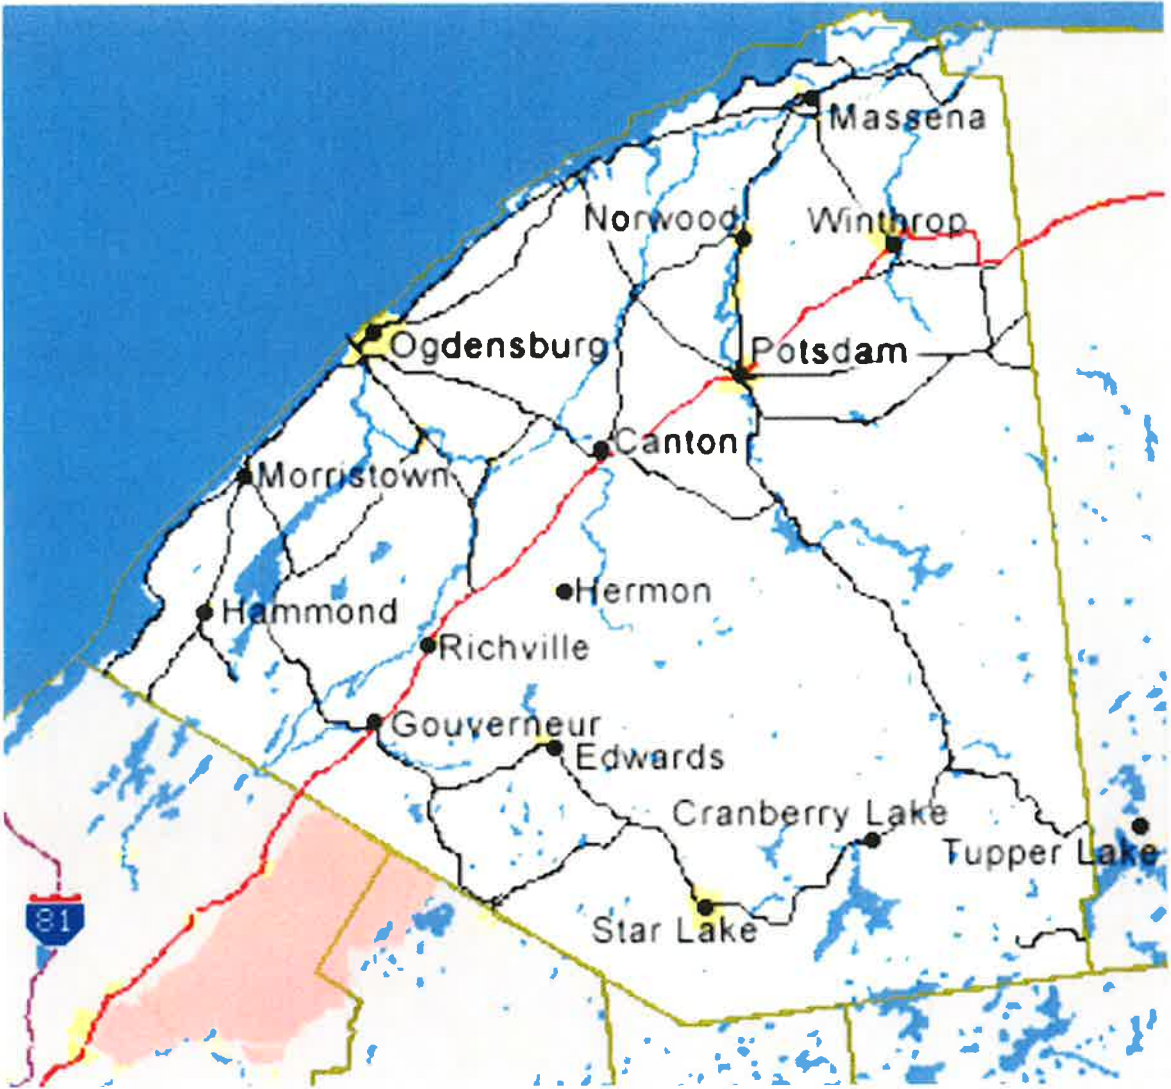 Massena
Norwood
Winthrop
Ogdensburg
Potsdam
Canton
Morristown
Hermon
Hammond
Richville
Gouverneur
Edwards
Cranberry Lake
Tupper Lake
81
Star Lake